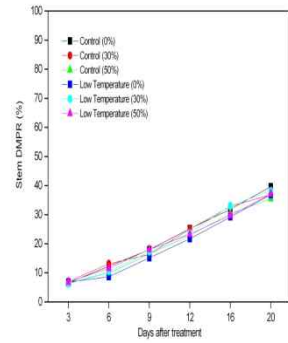 100
90
80
70
60
50
40
30
20
10
0
Stem DMPR (%)
Control (0%)
Control (30%)
Control (50%)
Low Temperature (0%)
Low Temperature (30%)
Low Temperature (50%)
3 6 9 12 16 20
Days after treatment